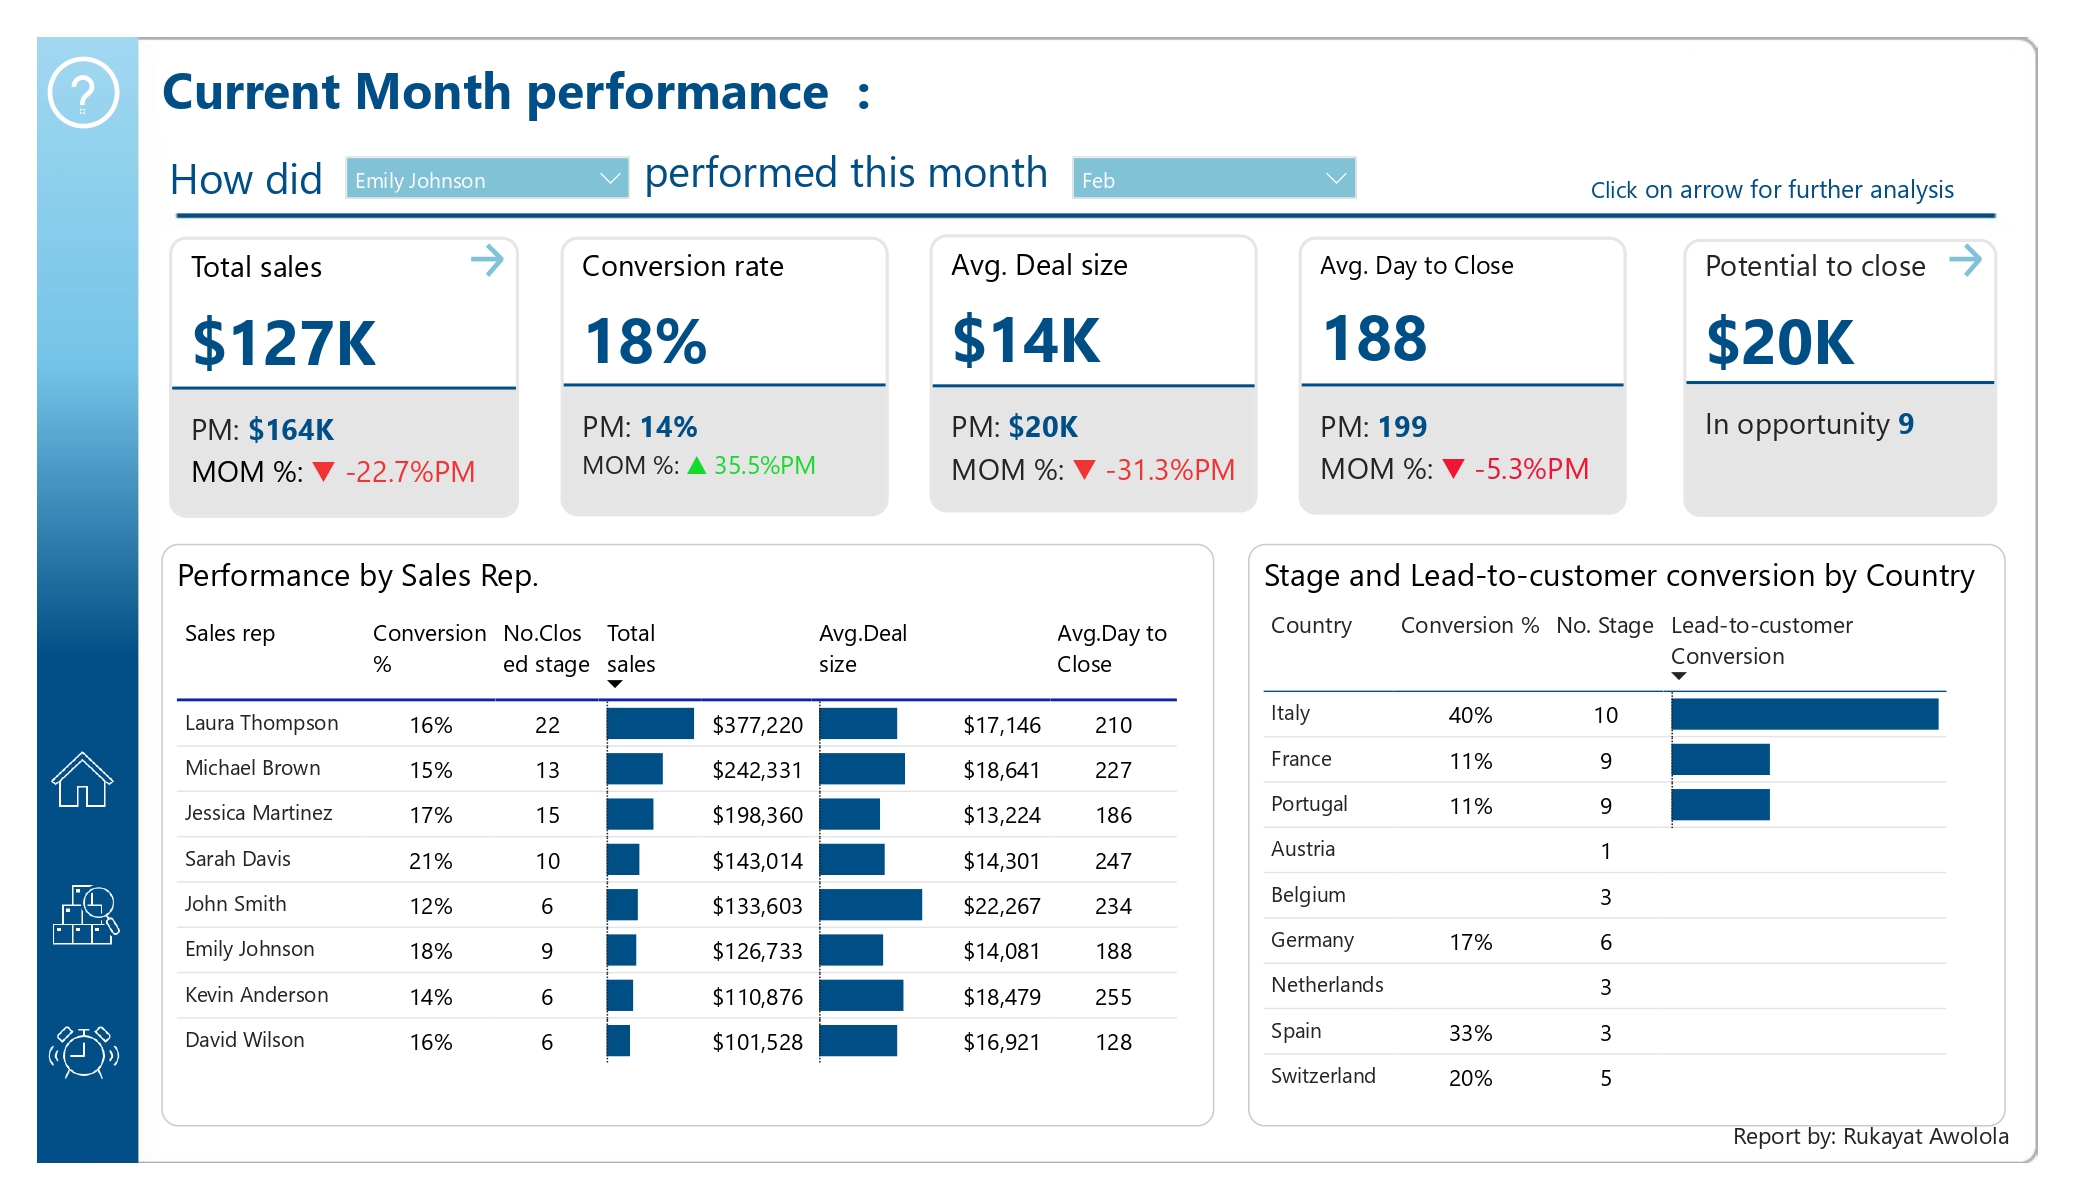 ?
Current Month performance :
How did Emily Johnson performed this month Feb
Click on arrow for further analysis
Total sales
$127K
PM: $164K
MOM %: ▼ -22.7%PM
Conversion rate
18%
PM: 14%
MOM %: ▲ 35.5%PM
Avg. Deal size
$14K
PM: $20K
MOM %: ▼ -31.3%PM
Avg. Day to Close
188
PM: 199
MOM %: ▼ -5.3%PM
Potential to close
$20K
In opportunity 9
Performance by Sales Rep.
Sales rep Conversion % No.Clos ed stage Total sales Avg.Deal size Avg.Day to Close
Laura Thompson 16% 22 $377,220 $17,146 210
Michael Brown 15% 13 $242,331 $18,641 227
Jessica Martinez 17% 15 $198,360 $13,224 186
Sarah Davis 21% 10 $143,014 $14,301 247
John Smith 12% 6 $133,603 $22,267 234
Emily Johnson 18% 9 $126,733 $14,081 188
Kevin Anderson 14% 6 $110,876 $18,479 255
David Wilson 16% 6 $101,528 $16,921 128
Stage and Lead-to-customer conversion by Country
Country Conversion % No. Stage Lead-to-customer Conversion
Italy 40% 10
France 11% 9
Portugal 11% 9
Austria 1
Belgium 3
Germany 17% 6
Netherlands 3
Spain 33% 3
Switzerland 20% 5
Report by: Rukayat Awolola